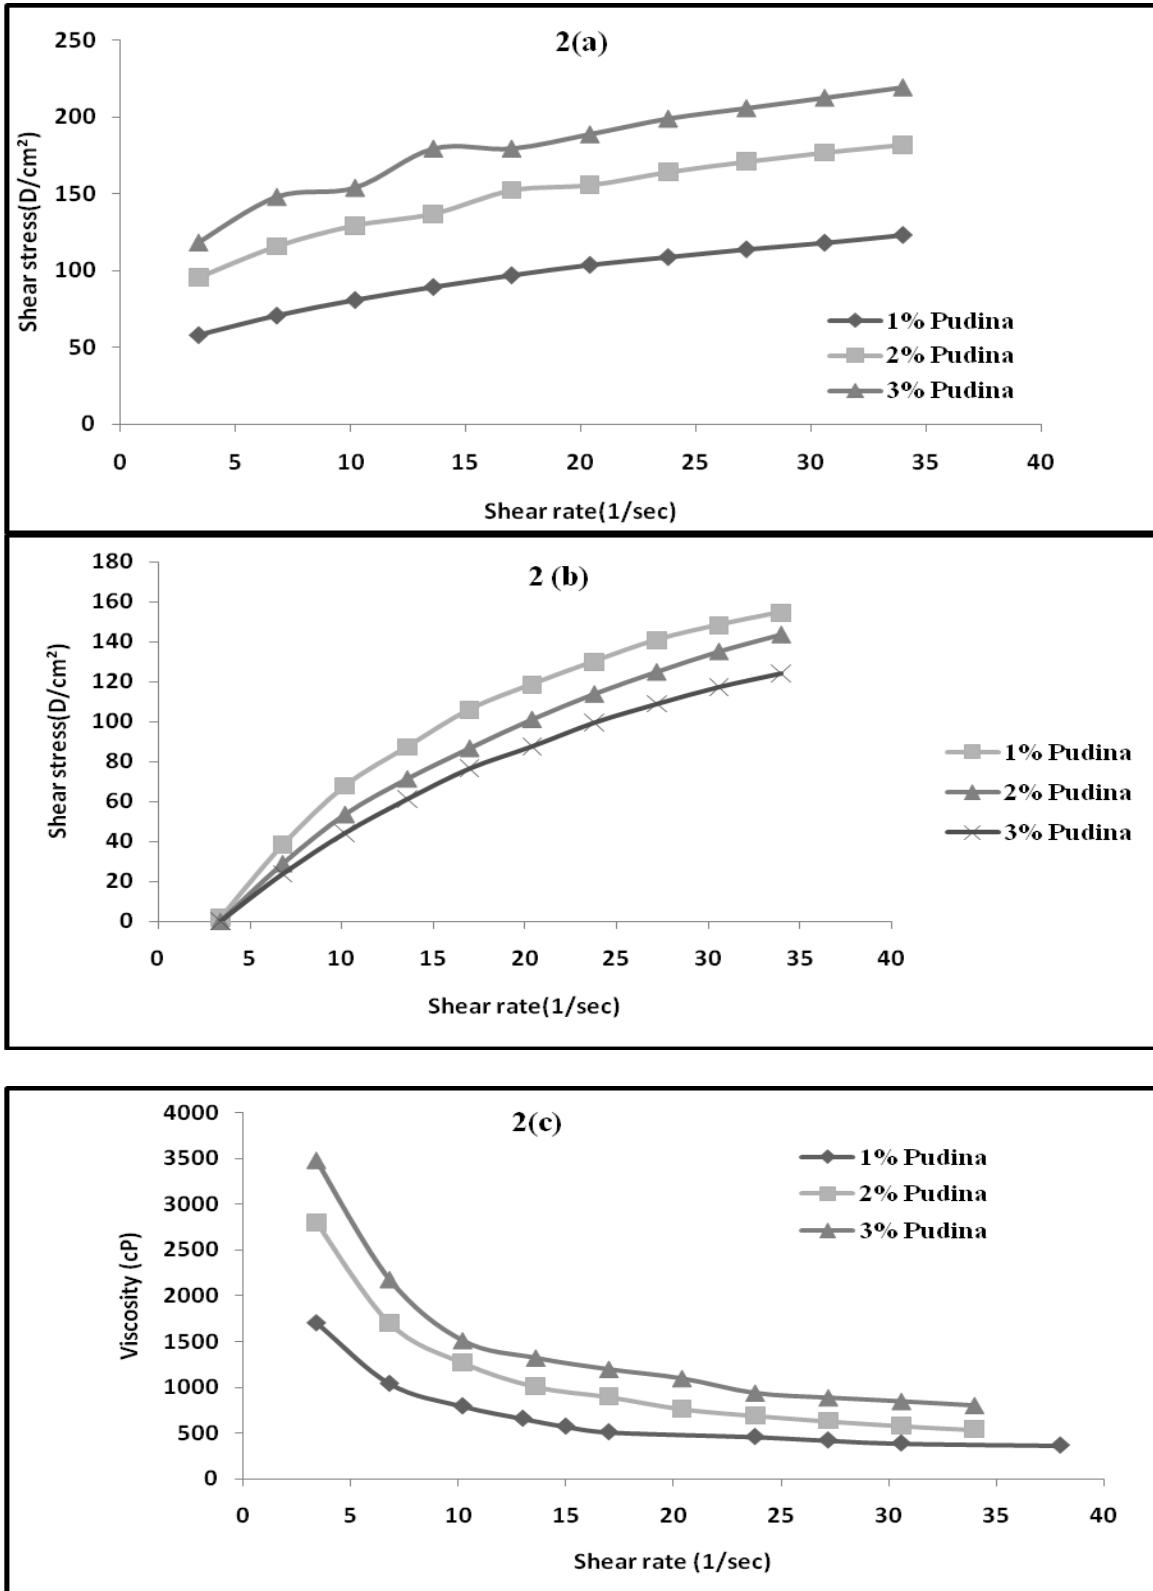 2(a)
250
200
150
100
50
0
Shear stress(D/cm²)
0 5 10 15 20 25 30 35 40
Shear rate(1/sec)
1% Pudina
2% Pudina
3% Pudina
2 (b)
180
160
140
120
100
80
60
40
20
0
Shear stress(D/cm²)
0 5 10 15 20 25 30 35 40
Shear rate(1/sec)
1% Pudina
2% Pudina
3% Pudina
2(c)
4000
3500
3000
2500
2000
1500
1000
500
0
Viscosity (cP)
0 5 10 15 20 25 30 35 40
Shear rate (1/sec)
1% Pudina
2% Pudina
3% Pudina